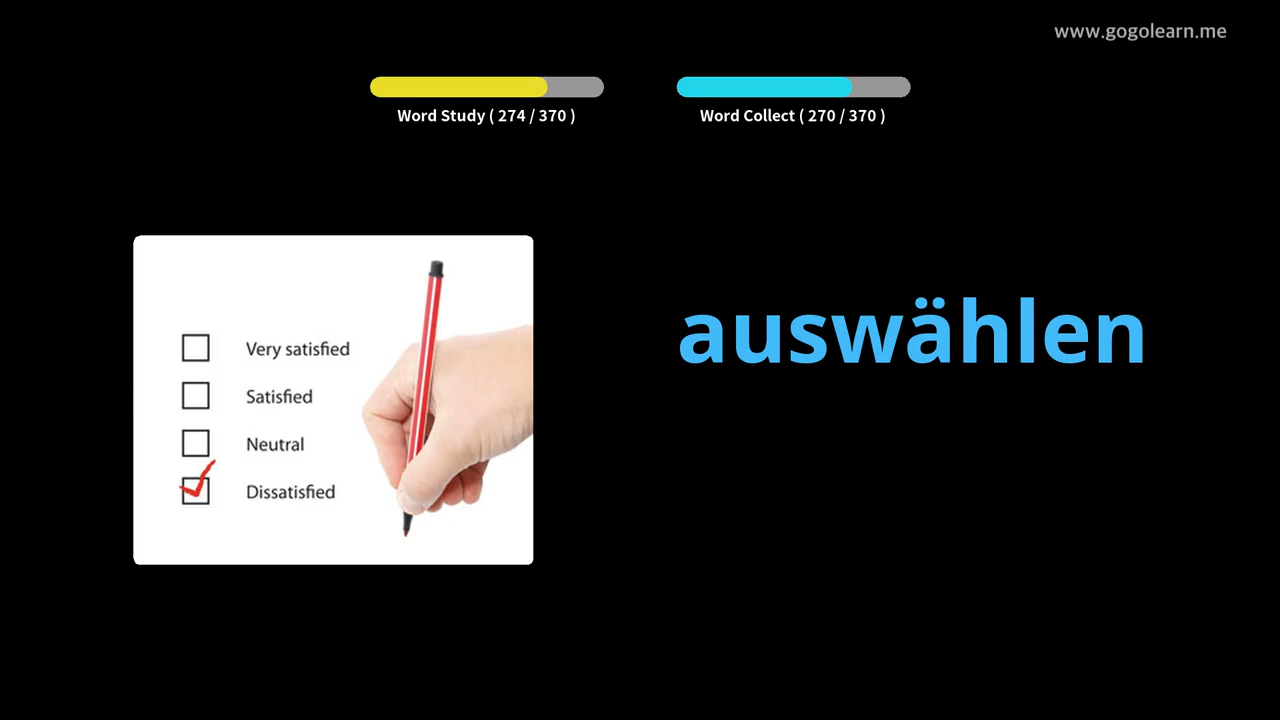 www.gogolearn.me
Word Study ( 274 / 370 )
Word Collect ( 270 / 370 )
Very satisfied
Satisfied
Neutral
Dissatisfied
auswählen